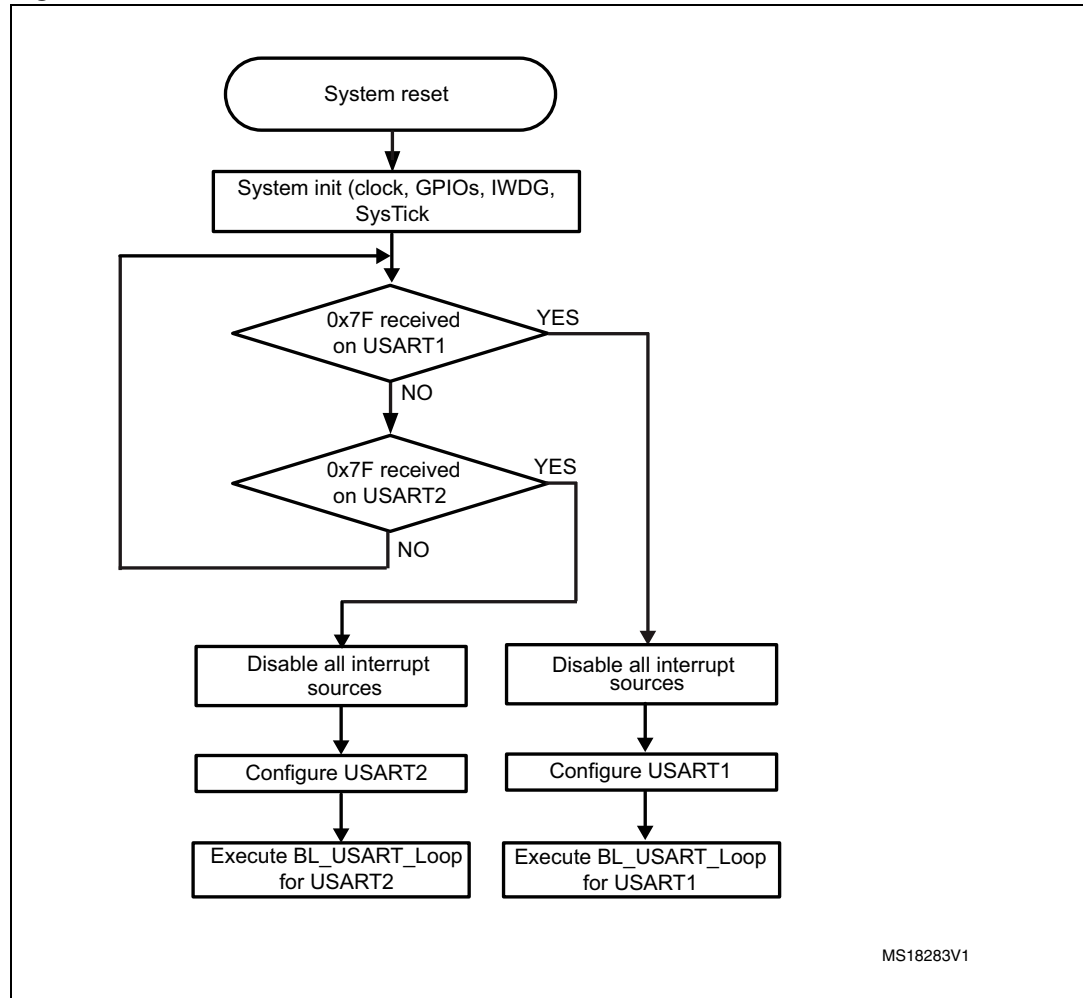 System reset
System init (clock, GPIOs, IWDG,
SysTick
0x7F received
on USART1
YES
NO
0x7F received
on USART2
YES
NO
Disable all interrupt
sources
Disable all interrupt
sources
Configure USART2
Configure USART1
Execute BL_USART_Loop
for USART2
Execute BL_USART_Loop
for USART1
MS18283V1